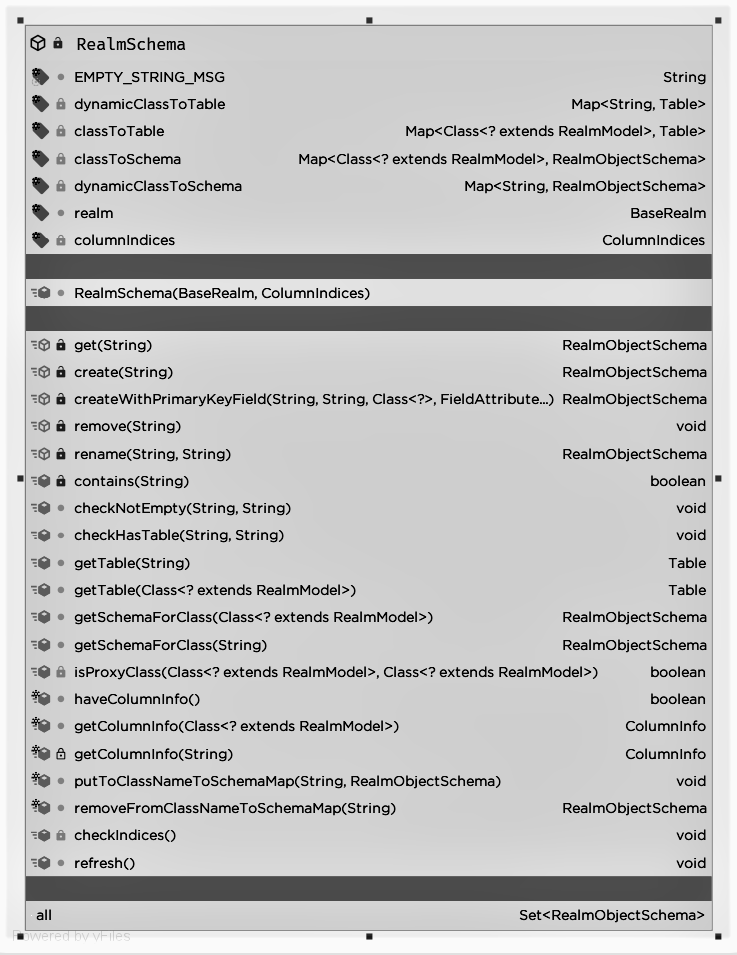 RealmSchema
EMPTY_STRING_MSG String
dynamicClassToTable Map<String, Table>
classToTable Map<Class<? extends RealmModel>, Table>
classToSchema Map<Class<? extends RealmModel>, RealmObjectSchema>
dynamicClassToSchema Map<String, RealmObjectSchema>
realm BaseRealm
columnIndices ColumnIndices
RealmSchema(BaseRealm, ColumnIndices)
get(String) RealmObjectSchema
create(String) RealmObjectSchema
createWithPrimaryKeyField(String, String, Class<?>, FieldAttribute...) RealmObjectSchema
remove(String) void
rename(String, String) RealmObjectSchema
contains(String) boolean
checkNotEmpty(String, String) void
checkHasTable(String, String) void
getTable(String) Table
getTable(Class<? extends RealmModel>) Table
getSchemaForClass(Class<? extends RealmModel>) RealmObjectSchema
getSchemaForClass(String) RealmObjectSchema
isProxyClass(Class<? extends RealmModel>, Class<? extends RealmModel>) boolean
haveColumnInfo() boolean
getColumnInfo(Class<? extends RealmModel>) ColumnInfo
getColumnInfo(String) ColumnInfo
putToClassNameToSchemaMap(String, RealmObjectSchema) void
removeFromClassNameToSchemaMap(String) RealmObjectSchema
checkIndices() void
refresh() void
all Set<RealmObjectSchema>
Powered by yFiles